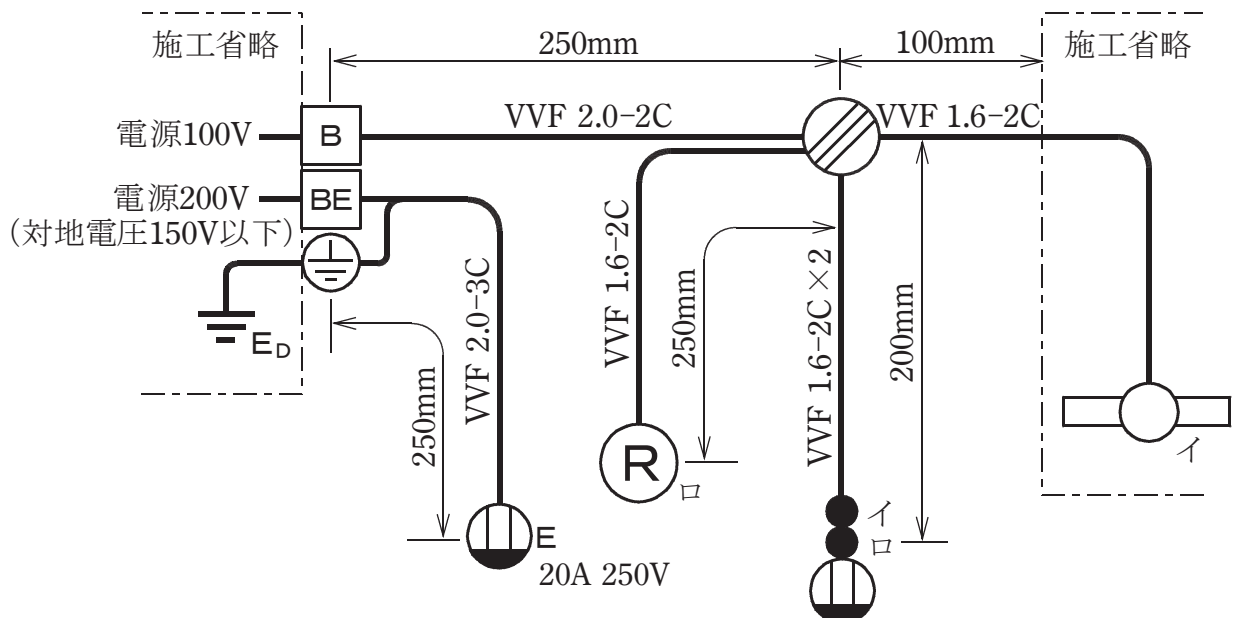 施工省略
250mm
100mm
施工省略
電源100V
B
VVF 2.0-2C
VVF 1.6-2C
電源200V
(対地電圧150V以下)
BE
ED
250mm
VVF 2.0-3C
VVF 1.6-2C
250mm
VVF 1.6-2C×2
200mm
R
ロ
イ
イ
ロ
E
20A 250V